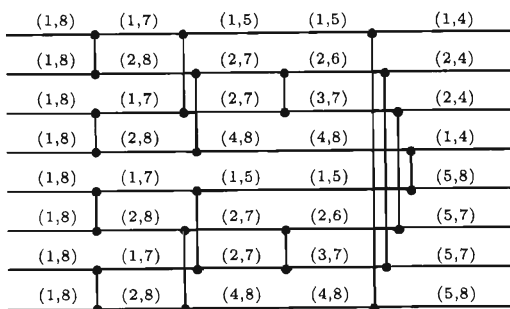 (1,8) (1,7) (1,5) (1,5) (1,4)
(1,8) (2,8) (2,7) (2,6) (2,4)
(1,8) (1,7) (2,7) (3,7) (2,4)
(1,8) (2,8) (4,8) (4,8) (1,4)
(1,8) (1,7) (1,5) (1,5) (5,8)
(1,8) (2,8) (2,7) (2,6) (5,7)
(1,8) (1,7) (2,7) (3,7) (5,7)
(1,8) (2,8) (4,8) (4,8) (5,8)